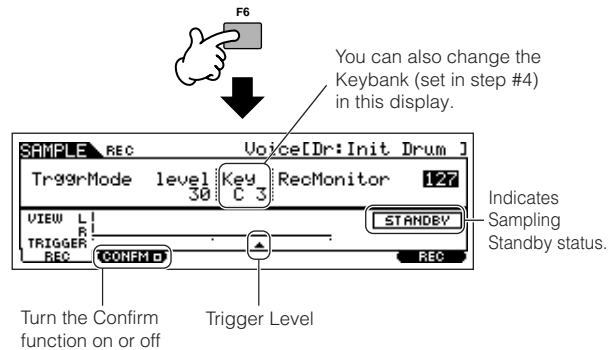 F6
You can also change the
Keybank (set in step #4)
in this display.
SAMPLE REC Voice[Dr:Init Drum ]
TrggrMode level Key RecMonitor 127
30 C 3
VIEW L
R
STANDBY
TRIGGER
REC CONFM REC
Indicates
Sampling
Standby status.
Turn the Confirm
function on or off
Trigger Level